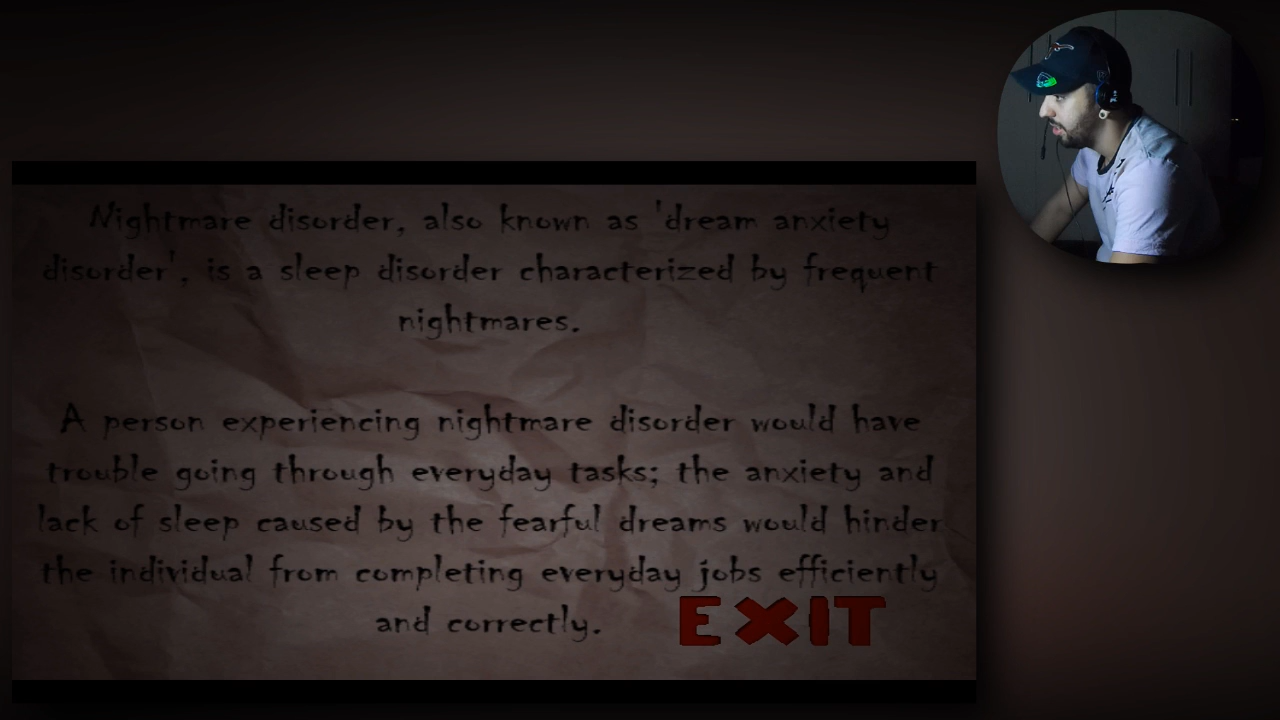 Nightmare disorder, also known as 'dream anxiety
disorder', is a sleep disorder characterized by frequent
nightmares.
A person experiencing nightmare disorder would have
trouble going through everyday tasks; the anxiety and
lack of sleep caused by the fearful dreams would hinder
the individual from completing everyday jobs efficiently
and correctly.
EXIT